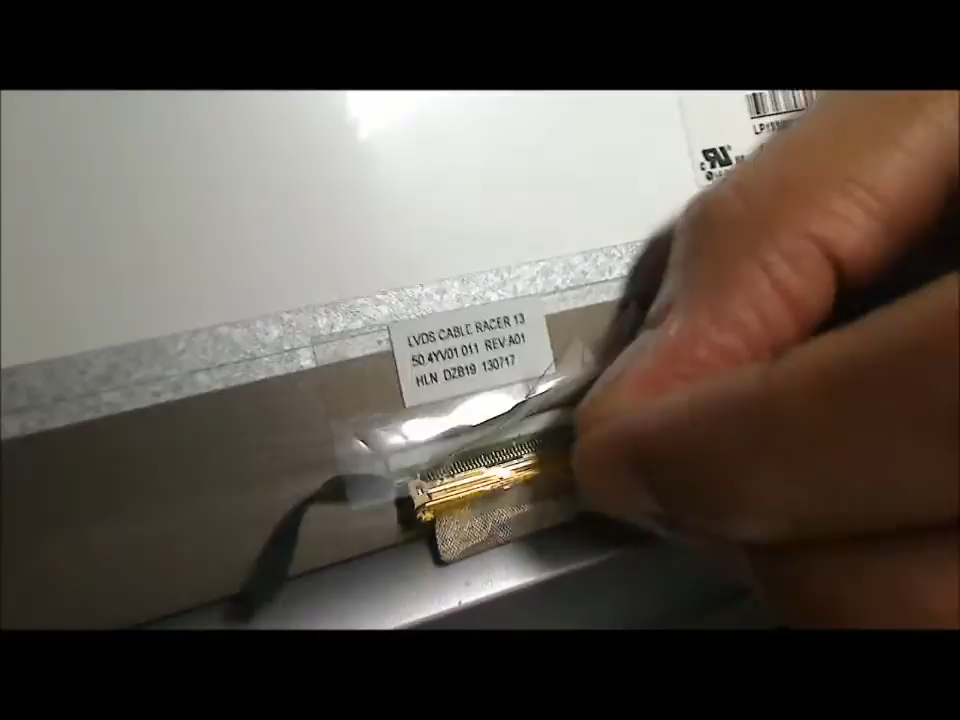 LVDS CABLE RACER 13
50.4YV01.011 REV:A01
HLN DZB19 130717